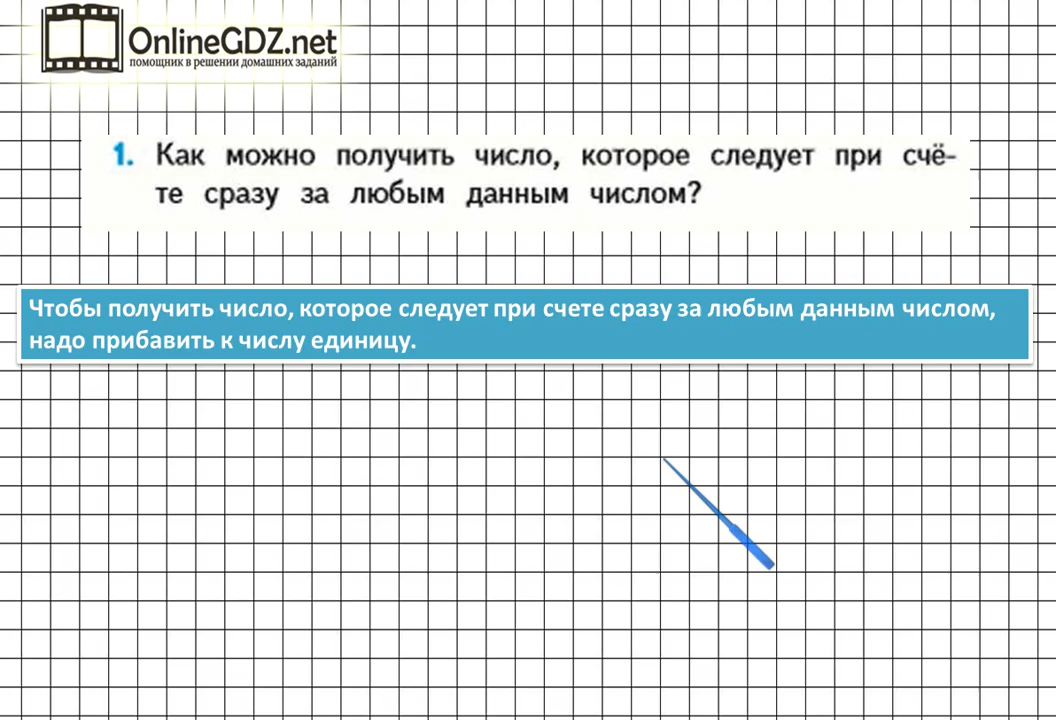 OnlineGDZ.net
помощник в решении домашних заданий
1. Как можно получить число, которое следует при счё-
те сразу за любым данным числом?
Чтобы получить число, которое следует при счете сразу за любым данным числом,
надо прибавить к числу единицу.